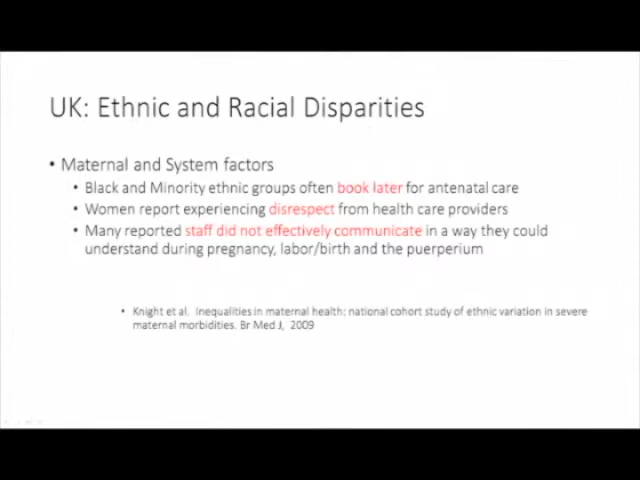 UK: Ethnic and Racial Disparities
• Maternal and System factors
• Black and Minority ethnic groups often book later for antenatal care
• Women report experiencing disrespect from health care providers
• Many reported staff did not effectively communicate in a way they could
understand during pregnancy, labor/birth and the puerperium
• Knight et al. Inequalities in maternal health: national cohort study of ethnic variation in severe
maternal morbidities. Br Med J, 2009